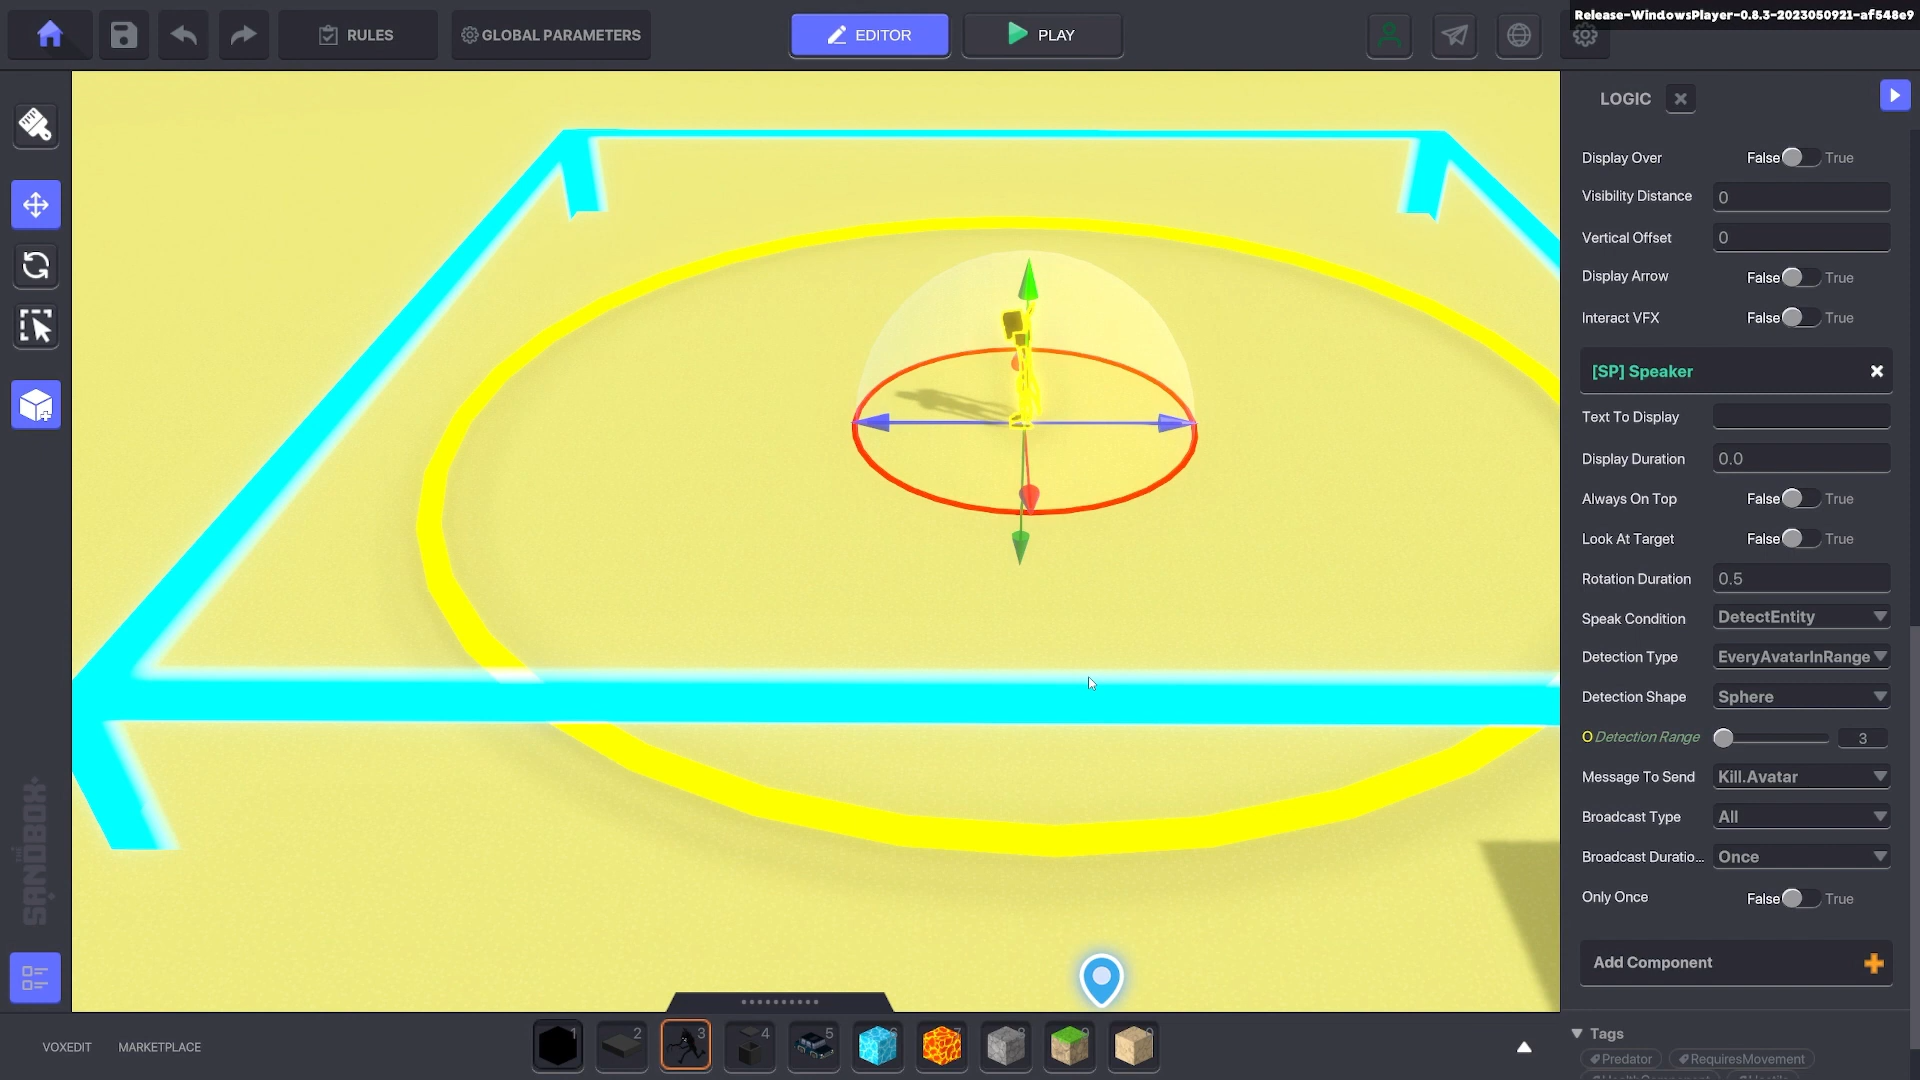 Release-WindowsPlayer-0.8.3-2023050921-af548e9
RULES
GLOBAL PARAMETERS
EDITOR
PLAY
LOGIC
Display Over False True
Visibility Distance 0
Vertical Offset 0
Display Arrow False True
Interact VFX False True
[SP] Speaker
Text To Display
Display Duration 0.0
Always On Top False True
Look At Target False True
Rotation Duration 0.5
Speak Condition DetectEntity
Detection Type EveryAvatarInRange
Detection Shape Sphere
Detection Range 3
Message To Send Kill.Avatar
Broadcast Type All
Broadcast Duratio... Once
Only Once False True
Add Component
Tags
Predator RequiresMovement
THE SANDBOX
VOXEDIT MARKETPLACE
1 2 3 4 5